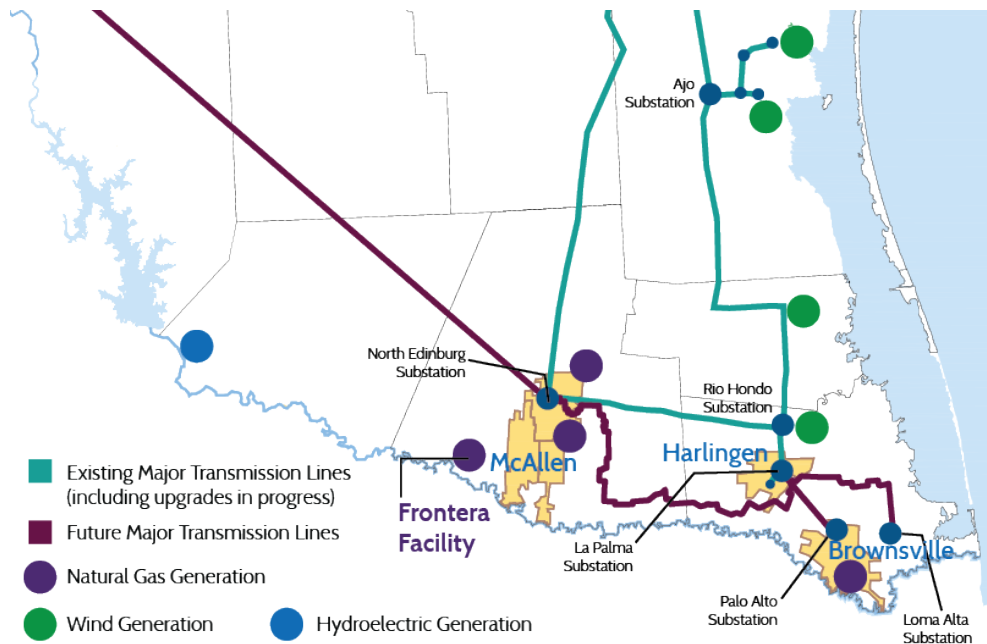 Ajo
Substation
North Edinburg
Substation
Rio Hondo
Substation
Harlingen
McAllen
Frontera
Facility
La Palma
Substation
Brownsville
Palo Alto
Substation
Loma Alta
Substation
Existing Major Transmission Lines
(including upgrades in progress)
Future Major Transmission Lines
Natural Gas Generation
Wind Generation
Hydroelectric Generation